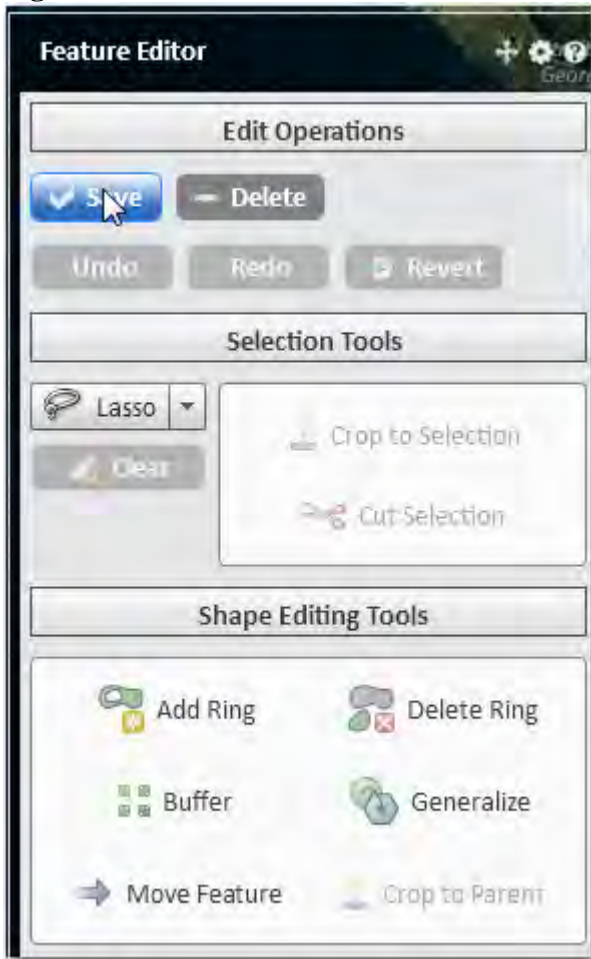 Feature Editor
Edit Operations
Save Delete
Undo Redo Revert
Selection Tools
Lasso
Clear
Crop to Selection
Cut Selection
Shape Editing Tools
Add Ring Delete Ring
Buffer Generalize
Move Feature Crop to Parent